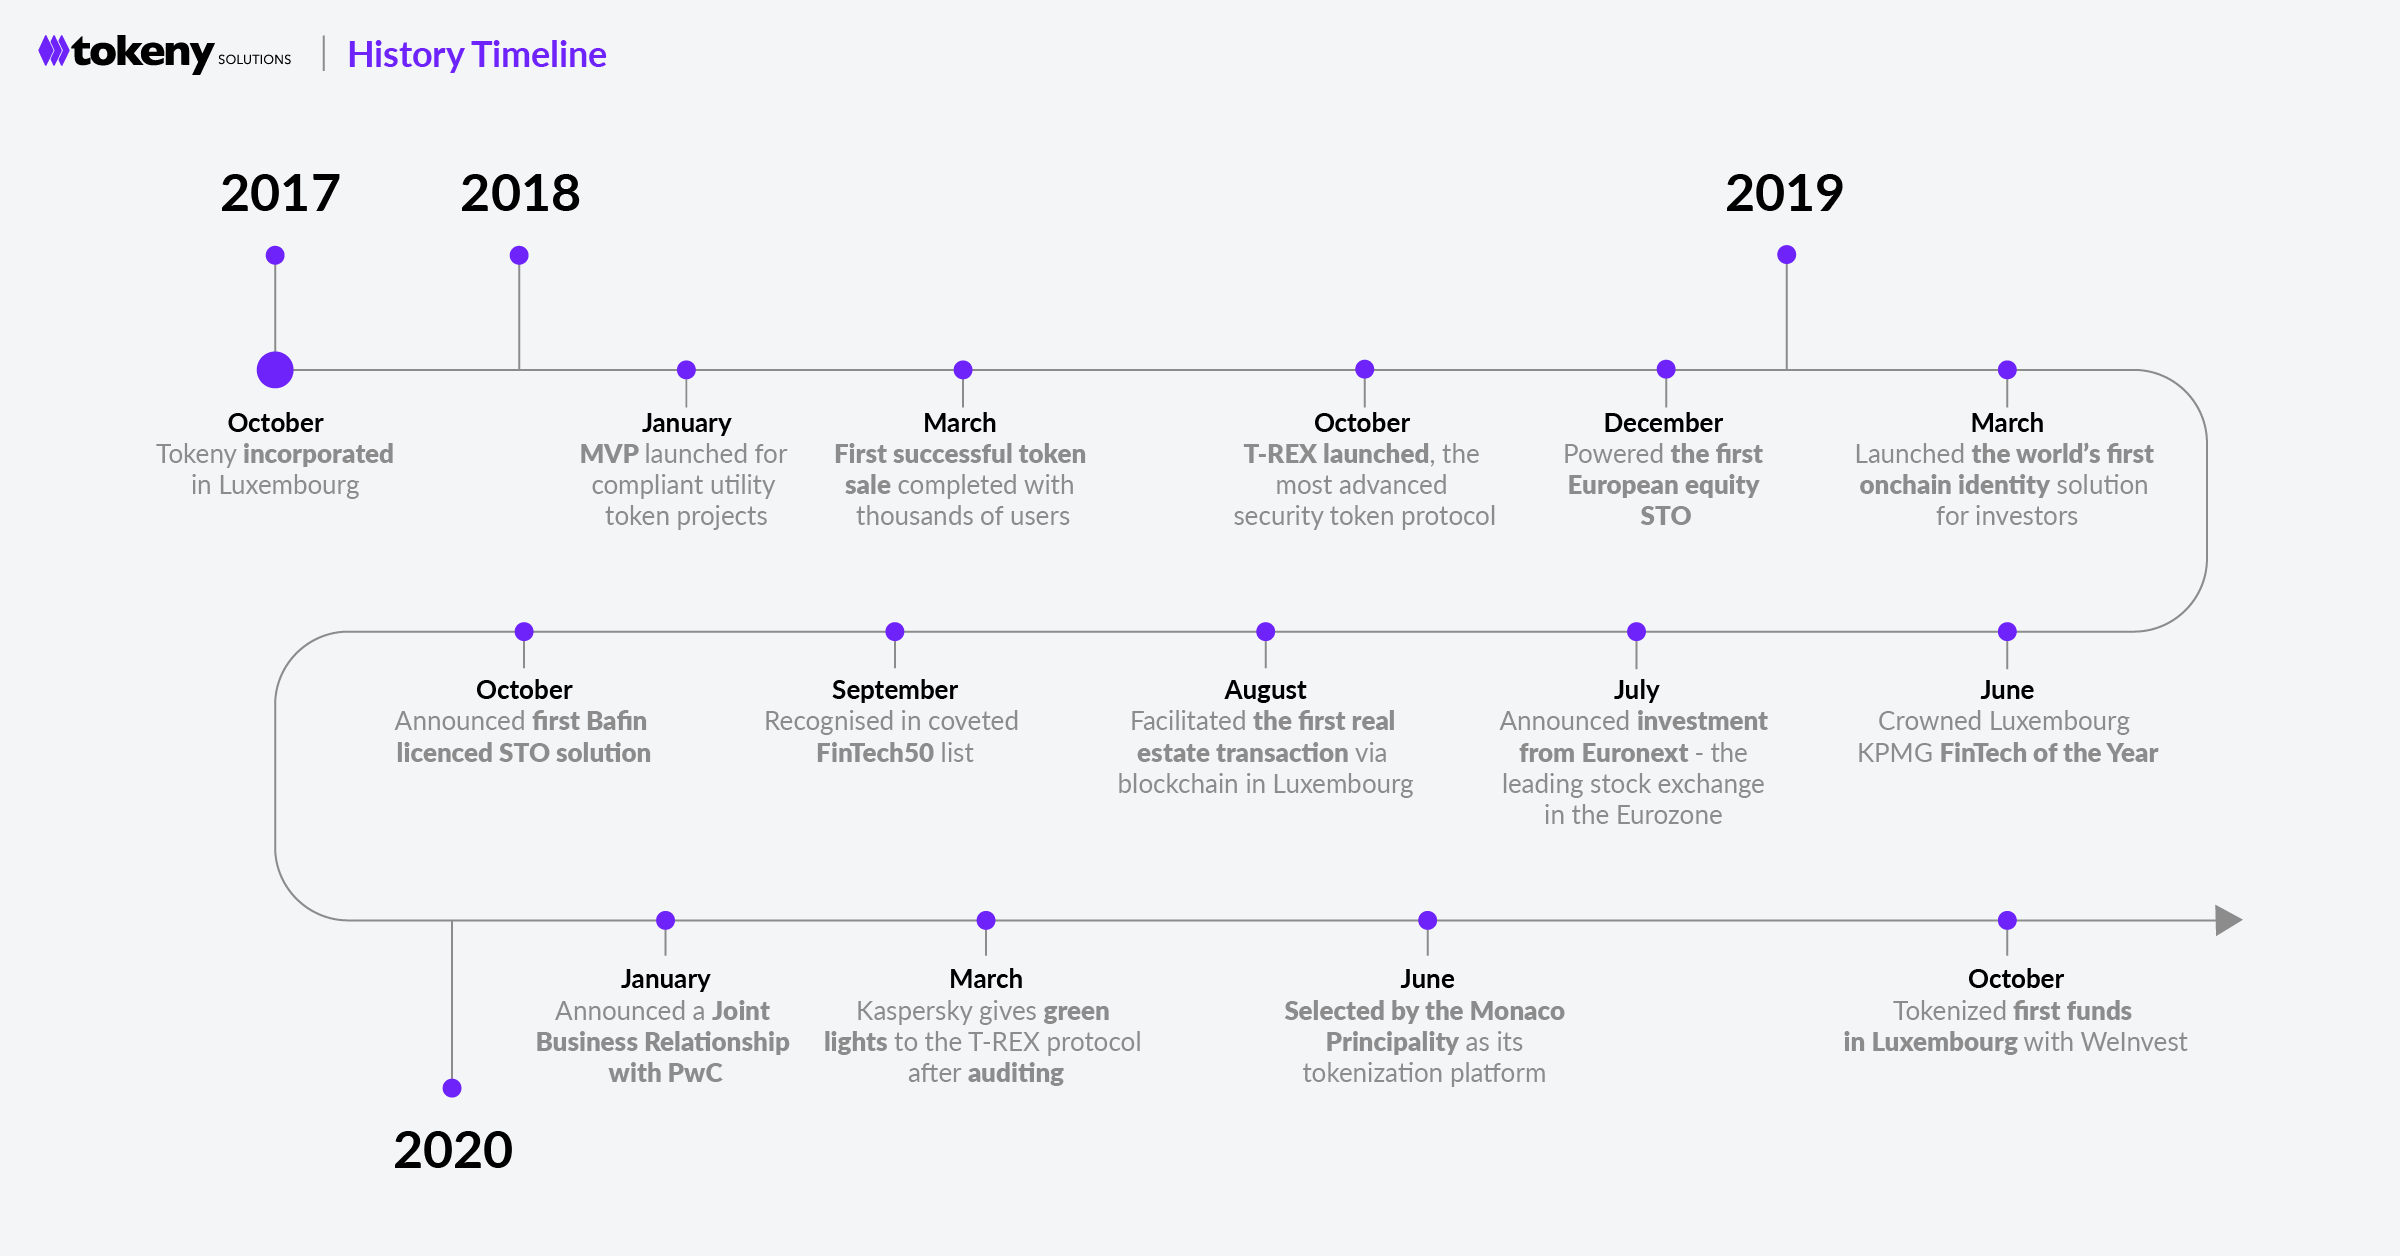 tokeny SOLUTIONS
History Timeline
2017
2018
2019
October
Tokeny incorporated
in Luxembourg
January
MVP launched for
compliant utility
token projects
March
First successful token
sale completed with
thousands of users
October
T-REX launched, the
most advanced
security token protocol
December
Powered the first
European equity
STO
March
Launched the world’s first
onchain identity solution
for investors
October
Announced first Bafin
licenced STO solution
September
Recognised in coveted
FinTech50 list
August
Facilitated the first real
estate transaction via
blockchain in Luxembourg
July
Announced investment
from Euronext - the
leading stock exchange
in the Eurozone
June
Crowned Luxembourg
KPMG FinTech of the Year
January
Announced a Joint
Business Relationship
with PwC
March
Kaspersky gives green
lights to the T-REX protocol
after auditing
June
Selected by the Monaco
Principality as its
tokenization platform
October
Tokenized first funds
in Luxembourg with WeInvest
2020